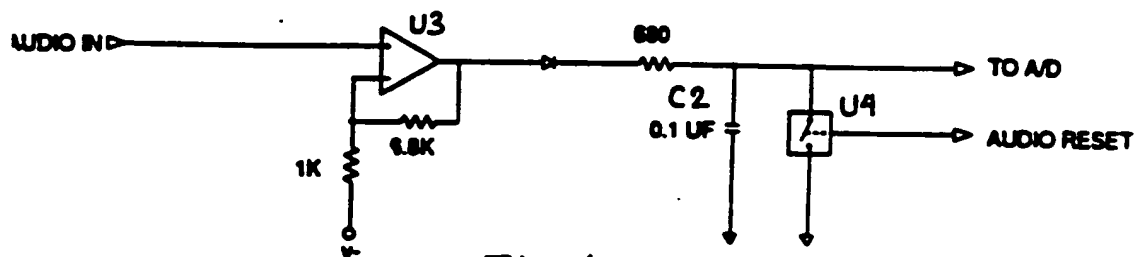 U3
AUDIO IN
680
TO A/D
C2
0.1 UF
U4
6.8K
AUDIO RESET
1K
V-